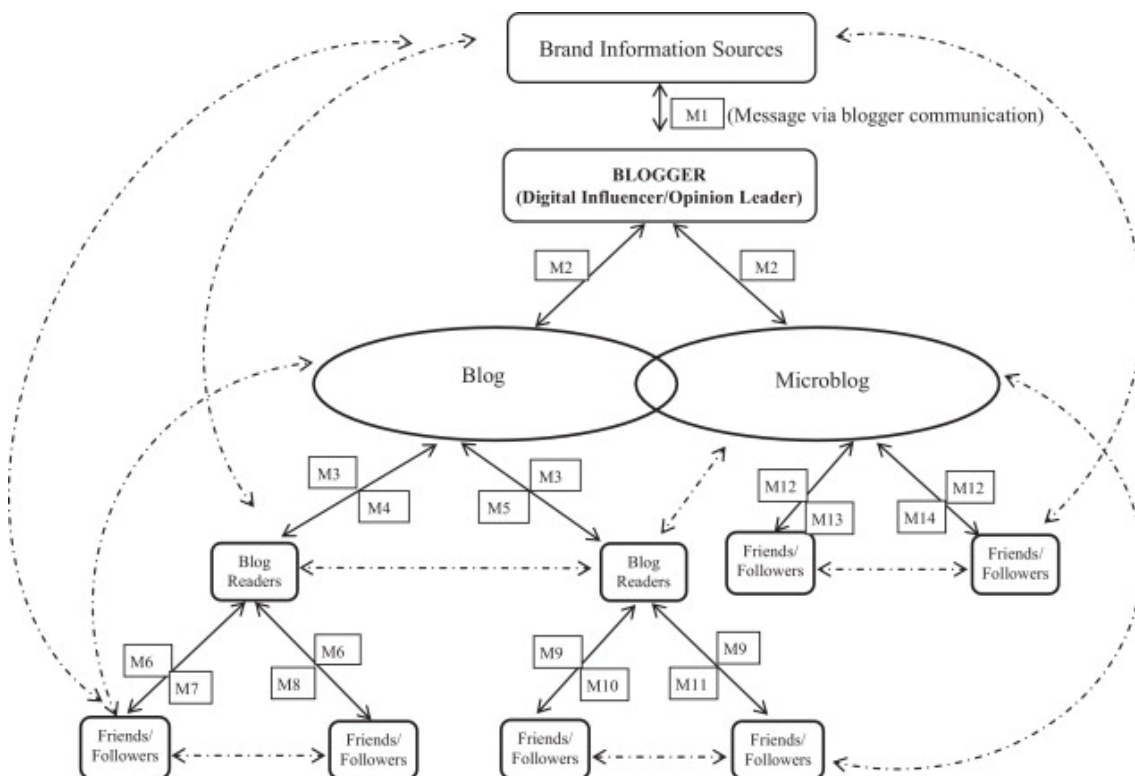 Brand Information Sources
M1 (Message via blogger communication)
BLOGGER
(Digital Influencer/Opinion Leader)
M2
M2
Blog
Microblog
M3
M4
M3
M5
M12
M13
M12
M14
Blog
Readers
Blog
Readers
Friends/
Followers
Friends/
Followers
M6
M7
M6
M8
M9
M10
M9
M11
Friends/
Followers
Friends/
Followers
Friends/
Followers
Friends/
Followers